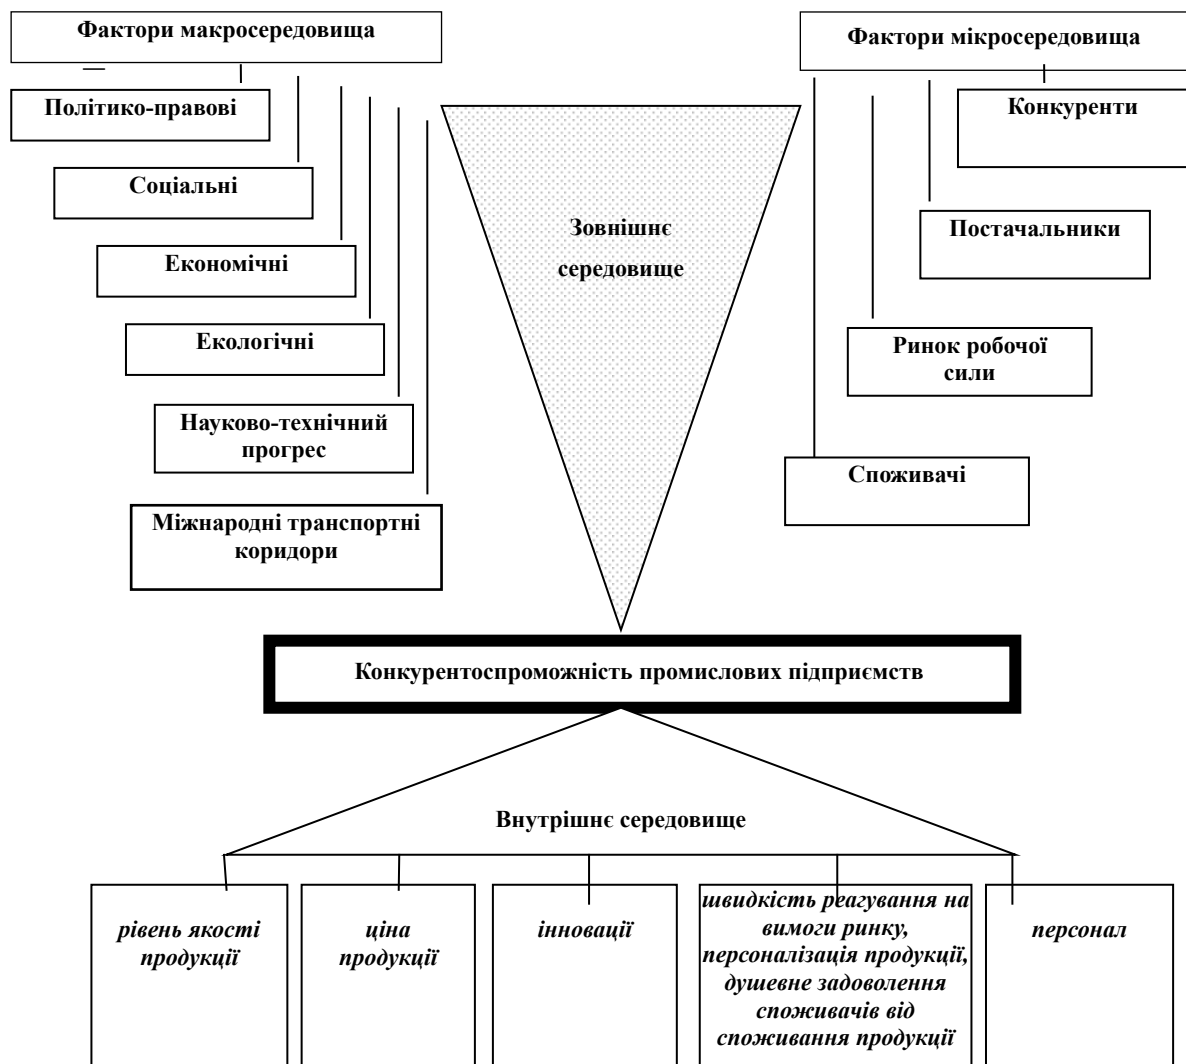 Фактори макросередовища
Фактори мікросередовища
Політико-правові
Соціальні
Економічні
Екологічні
Науково-технічний
прогрес
Міжнародні транспортні
коридори
Зовнішнє
середовище
Конкуренти
Постачальники
Ринок робочої
сили
Споживачі
Конкурентоспроможність промислових підприємств
Внутрішнє середовище
рівень якості
продукції
ціна
продукції
інновації
швидкість реагування на
вимоги ринку,
персоналізація продукції,
душевне задоволення
споживачів від
споживання продукції
персонал